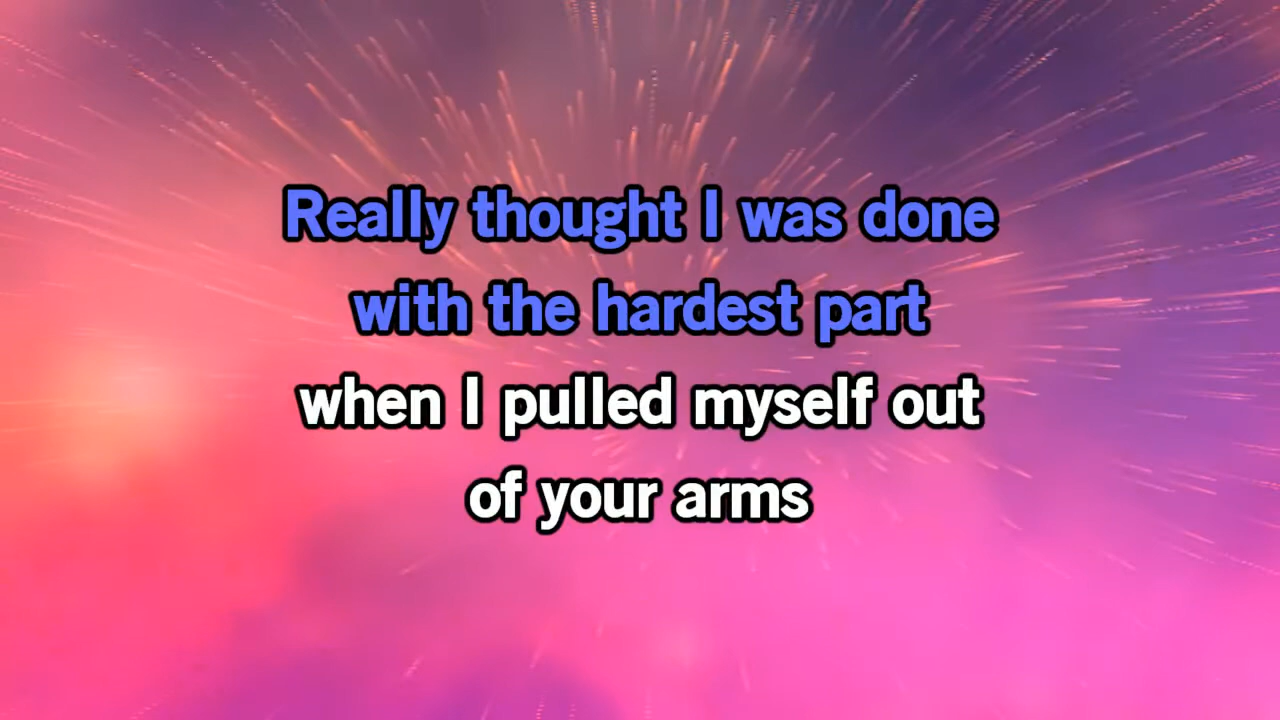 Really thought I was done
with the hardest part
when I pulled myself out
of your arms